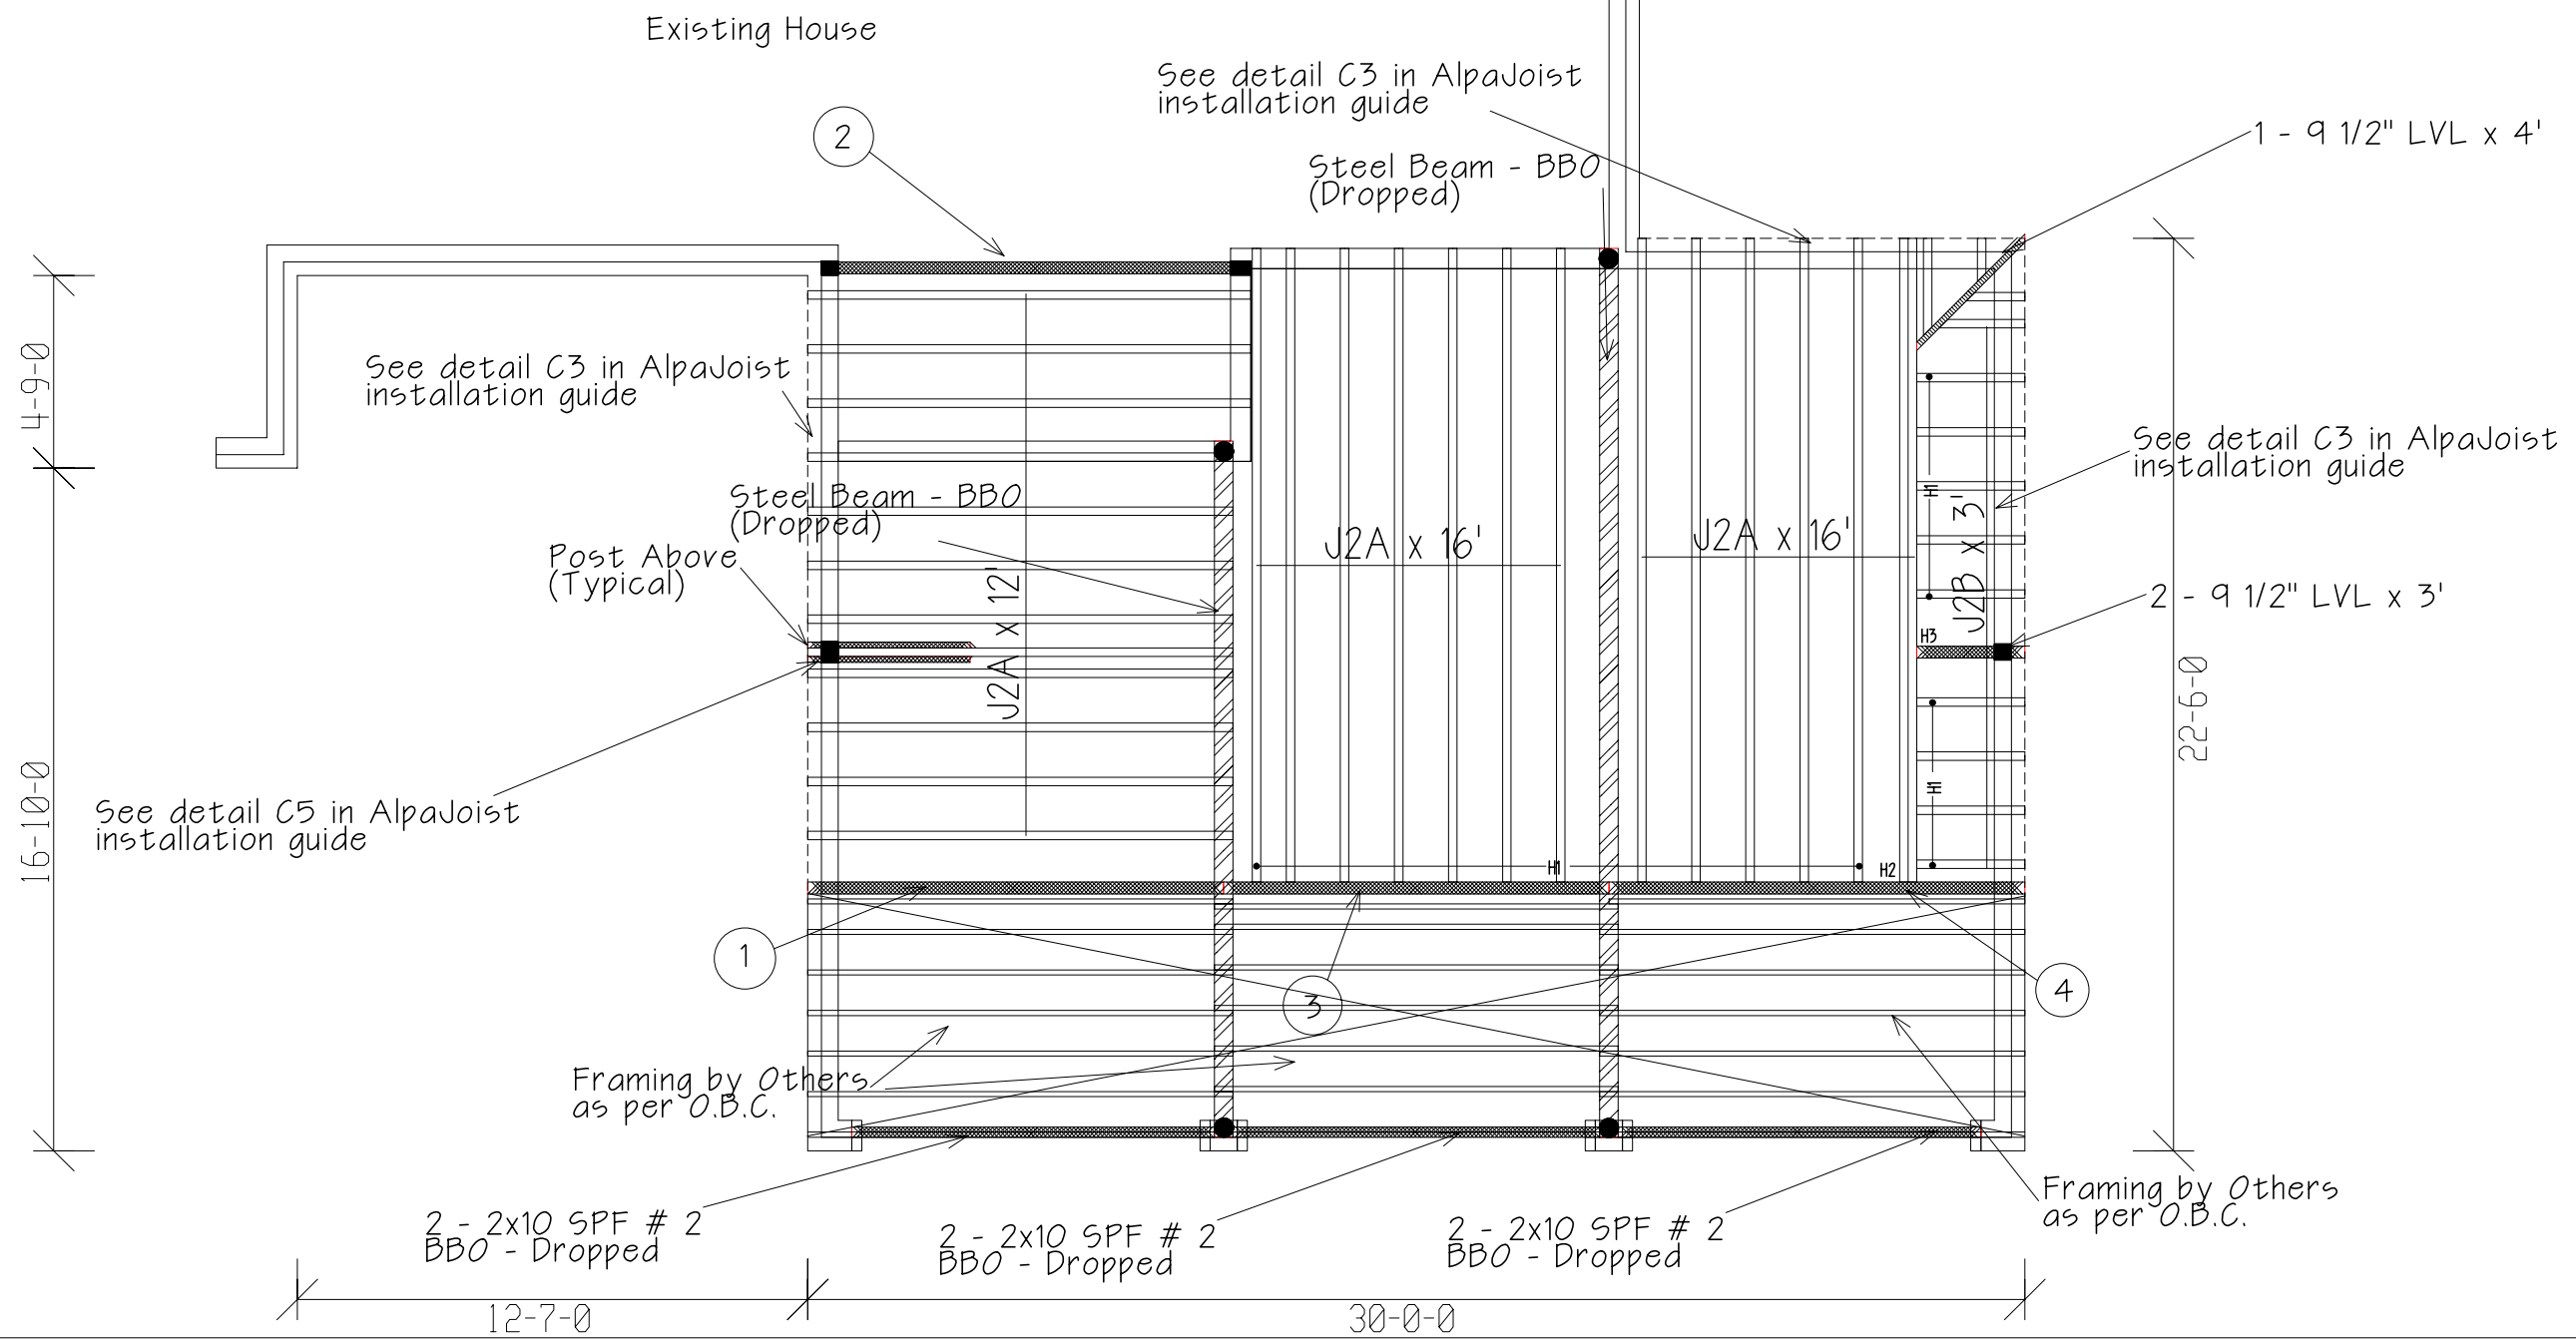 Existing House
See detail C3 in AlpaJoist
installation guide
2
1 - 9 1/2" LVL x 4'
Steel Beam - BBO
(Dropped)
4-9-0
See detail C3 in AlpaJoist
installation guide
See detail C3 in AlpaJoist
installation guide
Steel Beam - BBO
(Dropped)
H1
J2A x 16'
J2A x 16'
J2B x 3'
Post Above
(Typical)
J2A x 12'
2 - 9 1/2" LVL x 3'
H3
22-6-0
16-10-0
See detail C5 in AlpaJoist
installation guide
H1
H1
H2
1
3
4
Framing by Others
as per O.B.C.
Framing by Others
as per O.B.C.
2 - 2x10 SPF # 2
BBO - Dropped
2 - 2x10 SPF # 2
BBO - Dropped
2 - 2x10 SPF # 2
BBO - Dropped
12-7-0
30-0-0